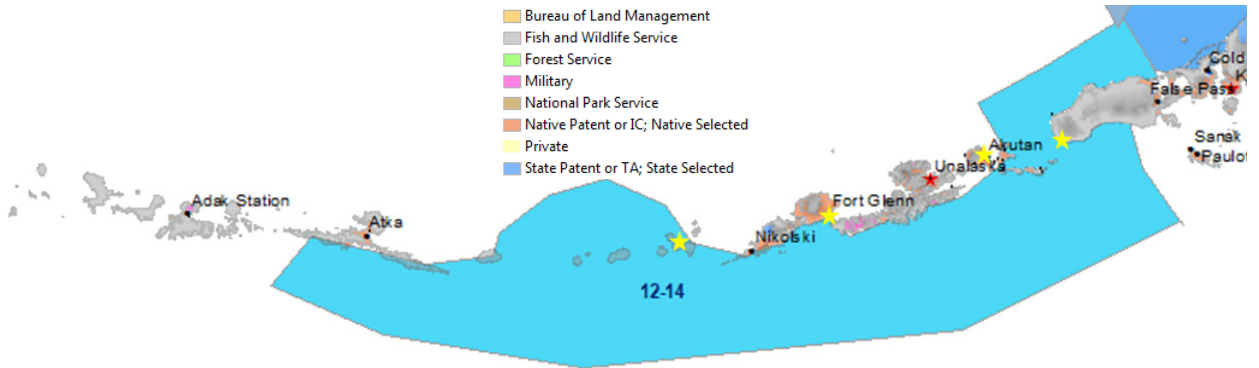 Bureau of Land Management
Fish and Wildlife Service
Forest Service
Military
National Park Service
Native Patent or IC; Native Selected
Private
State Patent or TA; State Selected
Cold
K
False Pass
Sanak
Paulof
Akutan
Unalaska
Fort Glenn
Adak Station
Atka
Nikolski
12-14